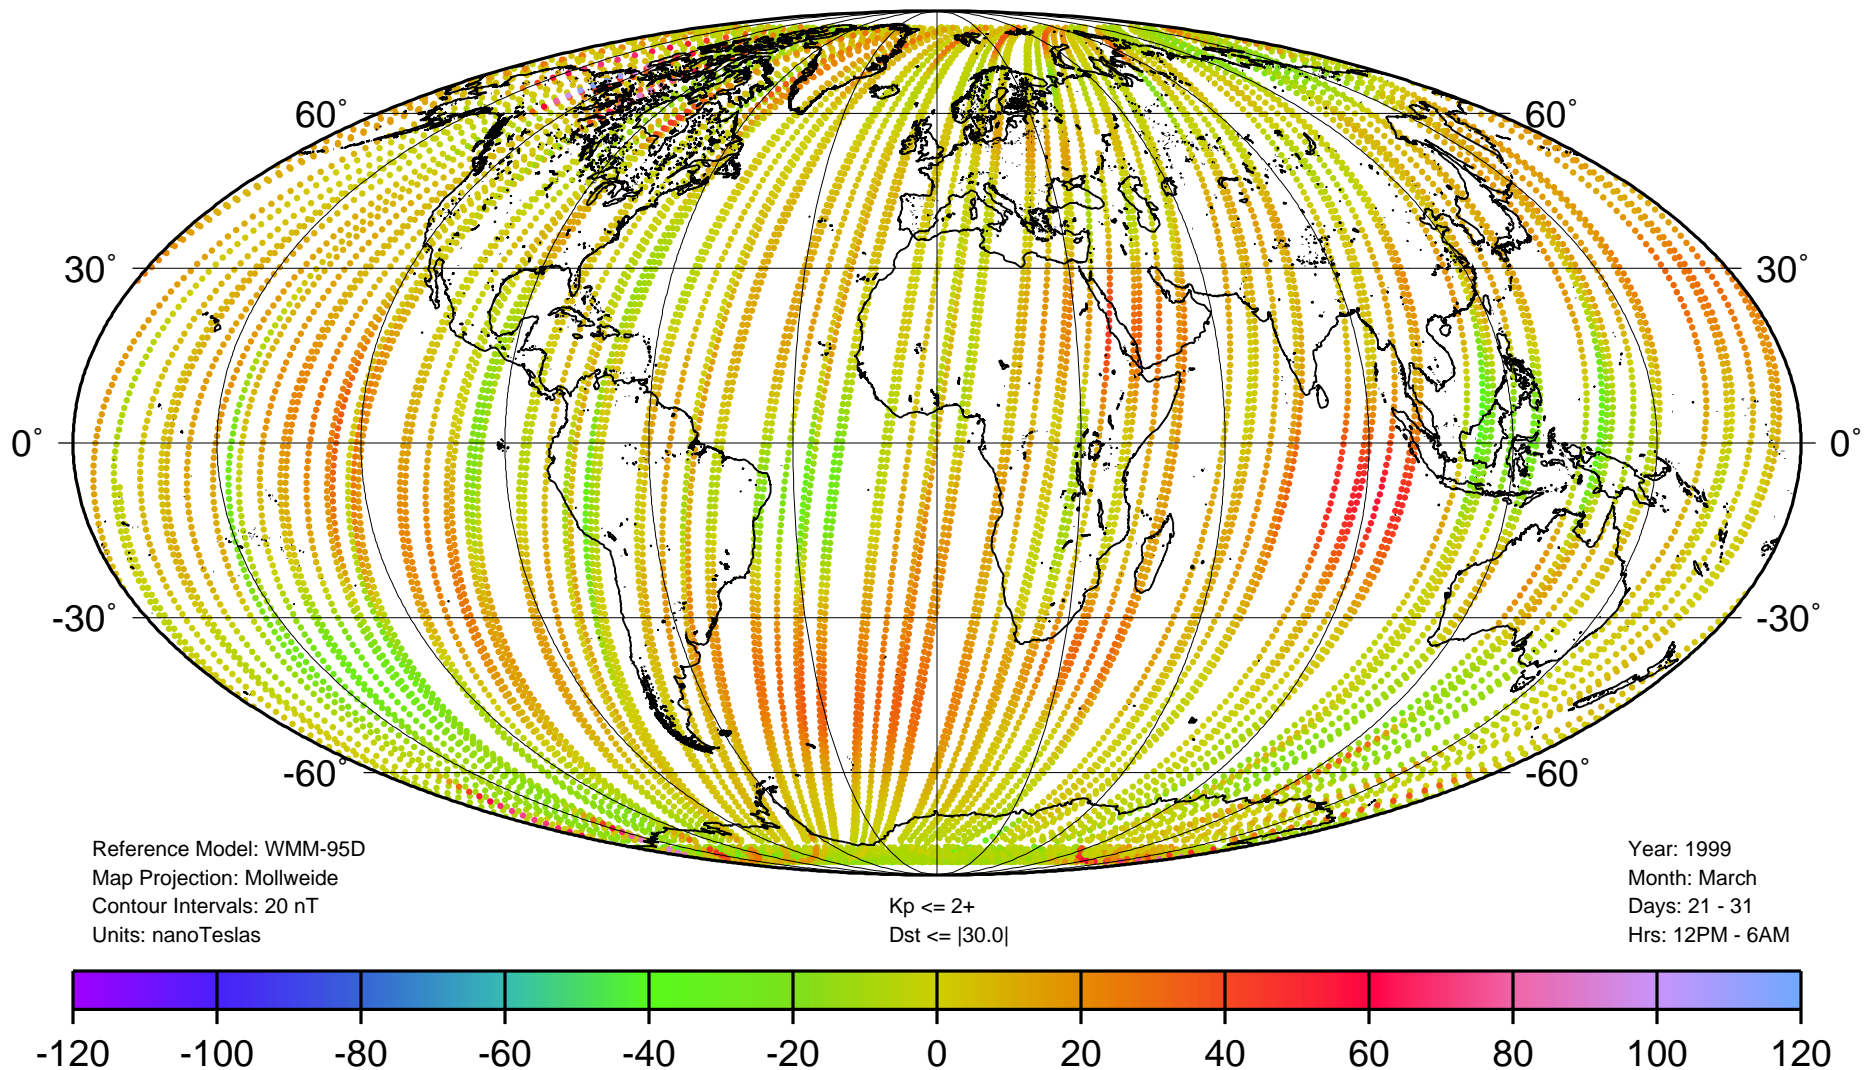 60° 60°
30° 30°
0° 0°
-30° -30°
-60° -60°
Reference Model: WMM-95D
Map Projection: Mollweide
Contour Intervals: 20 nT
Units: nanoTeslas
Kp <= 2+
Dst <= |30.0|
Year: 1999
Month: March
Days: 21 - 31
Hrs: 12PM - 6AM
-120 -100 -80 -60 -40 -20 0 20 40 60 80 100 120